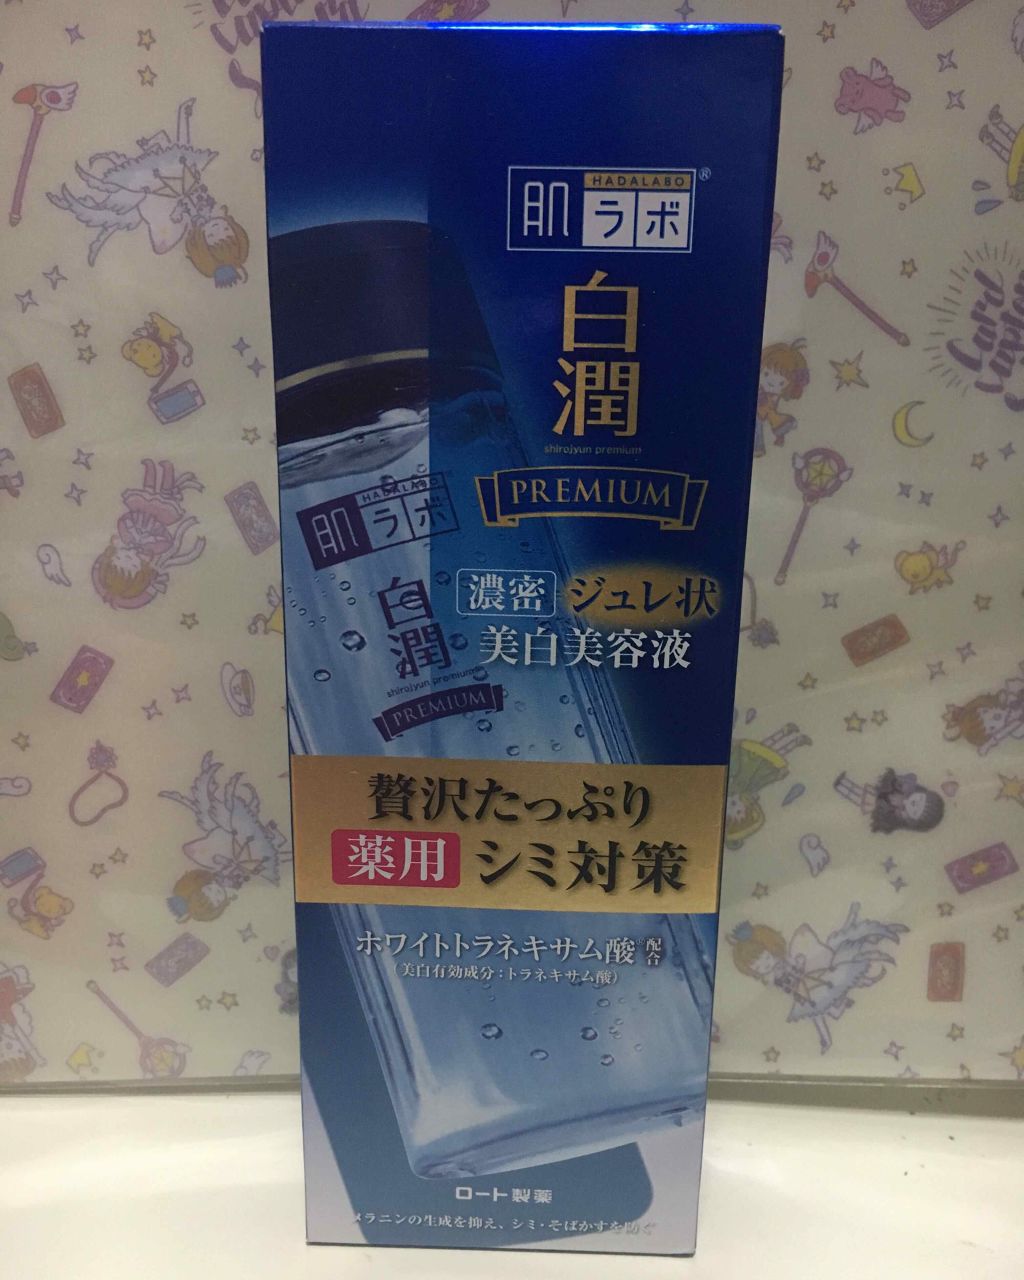 HADALABO
肌ラボ®
白潤
shirojyun premium
PREMIUM
濃密 ジュレ状
美白美容液
HADALABO
肌ラボ
白潤
shirojyun premium
PREMIUM
贅沢たっぷり
薬用 シミ対策
ホワイトトラネキサム酸※配合
(美白有効成分:トラネキサム酸)
ロート製薬
メラニンの生成を抑え、シミ・そばかすを防ぐ